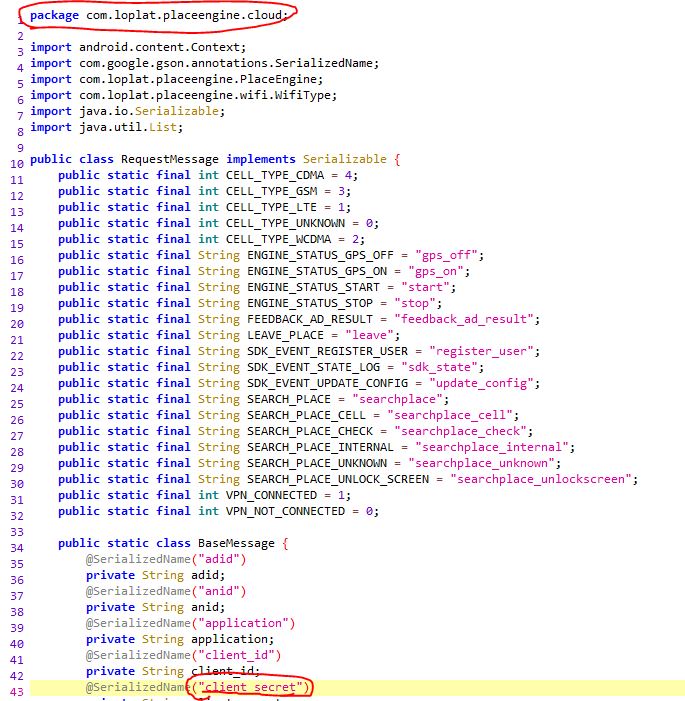 1 package com.loplat.placeengine.cloud;
2
3 import android.content.Context;
4 import com.google.gson.annotations.SerializedName;
5 import com.loplat.placeengine.PlaceEngine;
6 import com.loplat.placeengine.wifi.WifiType;
7 import java.io.Serializable;
8 import java.util.List;
9
10 public class RequestMessage implements Serializable {
11 public static final int CELL_TYPE_CDMA = 4;
12 public static final int CELL_TYPE_GSM = 3;
13 public static final int CELL_TYPE_LTE = 1;
14 public static final int CELL_TYPE_UNKNOWN = 0;
15 public static final int CELL_TYPE_WCDMA = 2;
16 public static final String ENGINE_STATUS_GPS_OFF = "gps_off";
17 public static final String ENGINE_STATUS_GPS_ON = "gps_on";
18 public static final String ENGINE_STATUS_START = "start";
19 public static final String ENGINE_STATUS_STOP = "stop";
20 public static final String FEEDBACK_AD_RESULT = "feedback_ad_result";
21 public static final String LEAVE_PLACE = "leave";
22 public static final String SDK_EVENT_REGISTER_USER = "register_user";
23 public static final String SDK_EVENT_STATE_LOG = "sdk_state";
24 public static final String SDK_EVENT_UPDATE_CONFIG = "update_config";
25 public static final String SEARCH_PLACE = "searchplace";
26 public static final String SEARCH_PLACE_CELL = "searchplace_cell";
27 public static final String SEARCH_PLACE_CHECK = "searchplace_check";
28 public static final String SEARCH_PLACE_INTERNAL = "searchplace_internal";
29 public static final String SEARCH_PLACE_UNKNOWN = "searchplace_unknown";
30 public static final String SEARCH_PLACE_UNLOCK_SCREEN = "searchplace_unlockscreen";
31 public static final int VPN_CONNECTED = 1;
32 public static final int VPN_NOT_CONNECTED = 0;
33
34 public static class BaseMessage {
35 @SerializedName("adid")
36 private String adid;
37 @SerializedName("anid")
38 private String anid;
39 @SerializedName("application")
40 private String application;
41 @SerializedName("client_id")
42 private String client_id;
43 @SerializedName("client_secret")